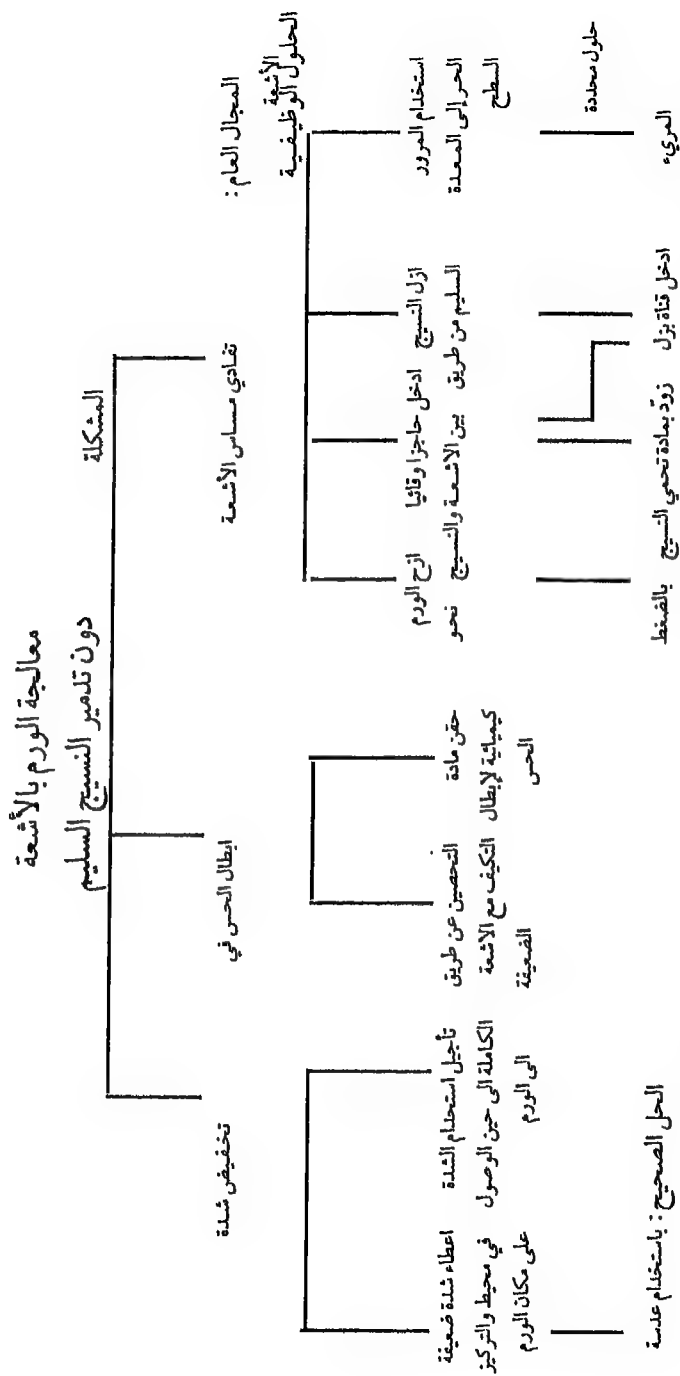 معالجة الورم بالأشعة
دون تدمير النسيج السليم
المشكلة
المجال العام :
تفادي مساس الأشعة
ابطال الحس في
تخفيض شدة
الأشعة
الحلول الوظيفية
استخدام المرور
الحر إلى المعدة
السطح
ازل النسيج
السليم من طريق
ادخل حاجزا وقائيا
بين الاشعة والنسيج
ازح الورم
نحو
حقن مادة
كيميائية لإبطال
الحس
التحصين عن طريق
التكيف مع الاشعة
الضعيفة
تأجيل استخدام الشدة
الكاملة الى حين الوصول
الى الورم
اعطاء شدة ضعيفة
في محيط والتركيز
على مكان الورم
حلول محددة
المريء
ادخل قناة بزل
زود بمادة تحمي النسيج
بالضغط
الحل الصحيح : باستخدام عدسة